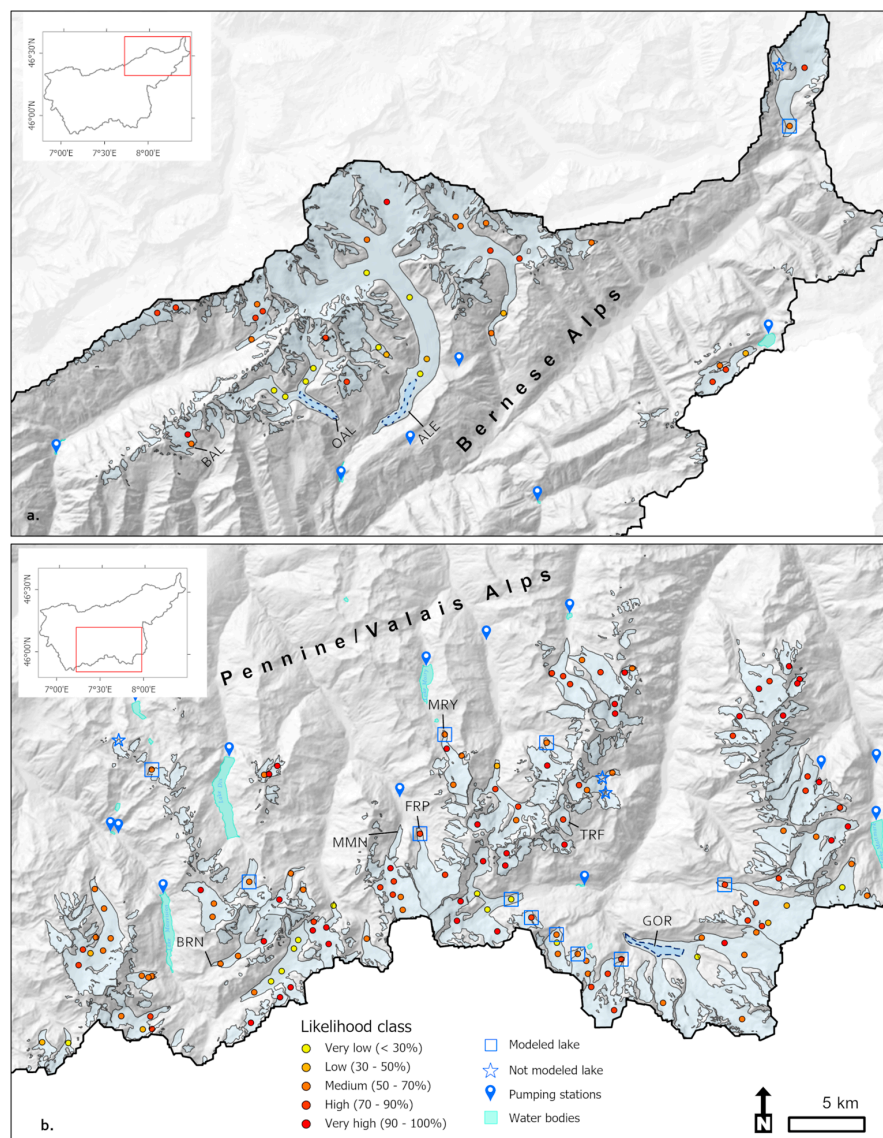 46°30'N
46°00'N
7°00'E
7°30'E
8°00'E
Bernese Alps
BAL
OAL
ALE
a.
46°30'N
46°00'N
7°00'E
7°30'E
8°00'E
Pennine/Valais Alps
MRY
FRP
MMN
TRF
BRN
GOR
Likelihood class
Very low (< 30%)
Low (30 - 50%)
Medium (50 - 70%)
High (70 - 90%)
Very high (90 - 100%)
Modeled lake
Not modeled lake
Pumping stations
Water bodies
N
5 km
b.